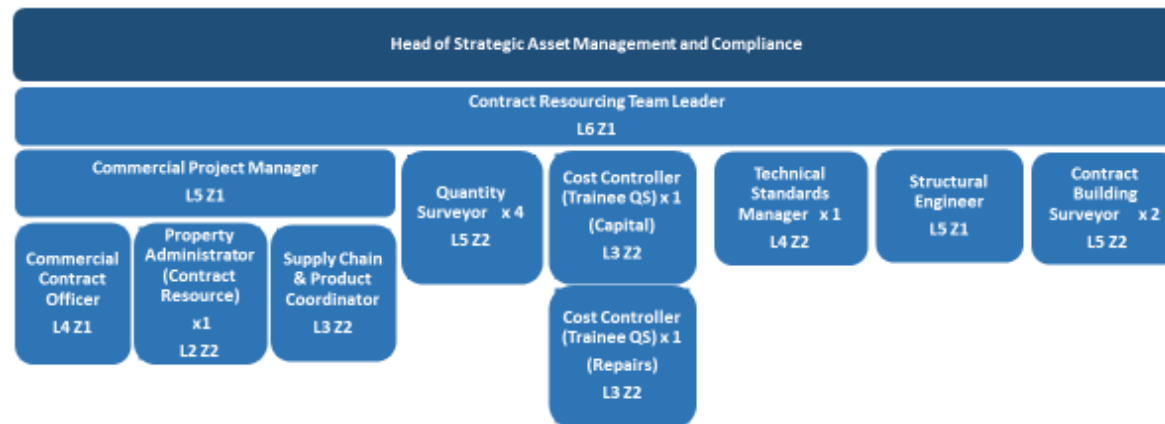 Head of Strategic Asset Management and Compliance
Contract Resourcing Team Leader
L6 Z1
Commercial Project Manager
L5 Z1
Commercial
Contract
Officer
L4 Z1
Property
Administrator
(Contract
Resource)
x1
L2 Z2
Supply Chain
& Product
Coordinator
L3 Z2
Quantity
Surveyor x 4
L5 Z2
Cost Controller
(Trainee QS) x 1
(Capital)
L3 Z2
Cost Controller
(Trainee QS) x 1
(Repairs)
L3 Z2
Technical
Standards
Manager x 1
L4 Z2
Structural
Engineer
L5 Z1
Contract
Building
Surveyor x 2
L5 Z2